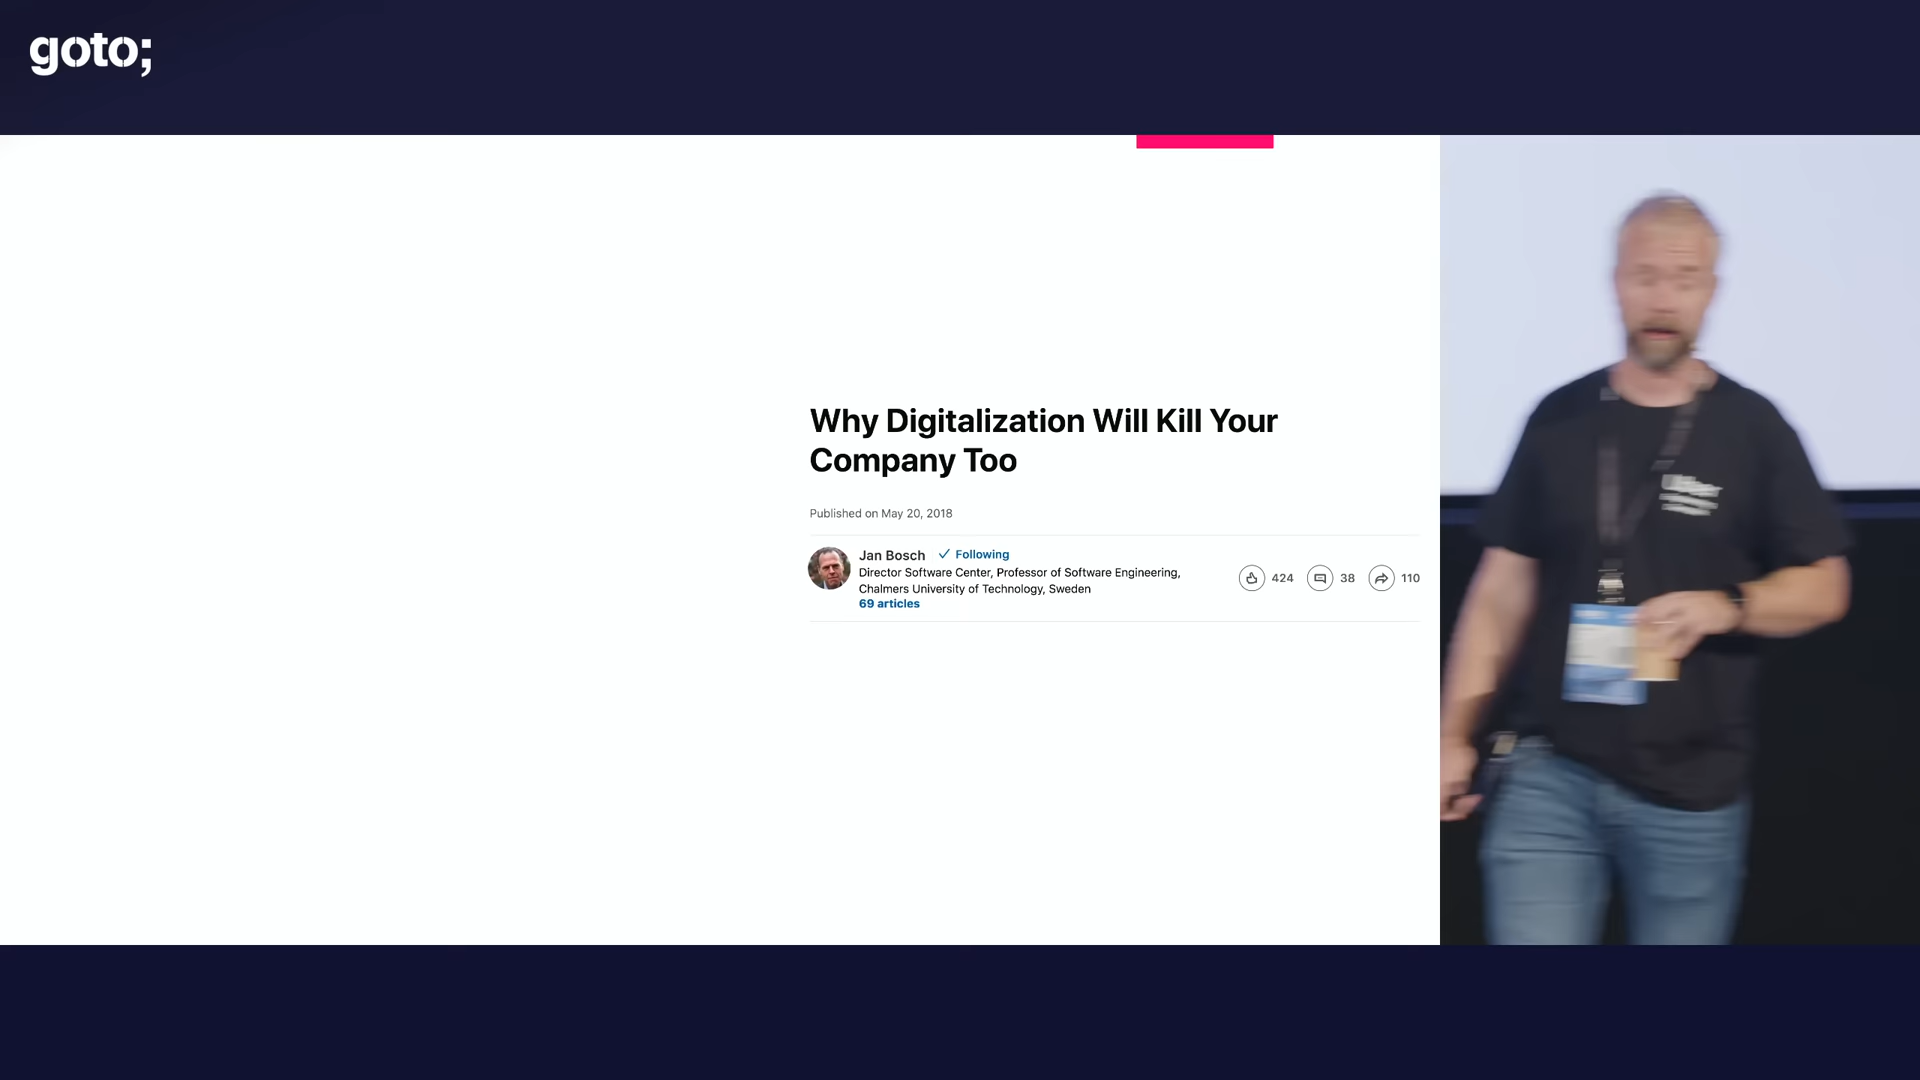 goto;
Why Digitalization Will Kill Your
Company Too
Published on May 20, 2018
Jan Bosch Following
Director Software Center, Professor of Software Engineering,
Chalmers University of Technology, Sweden
69 articles
424 38 110